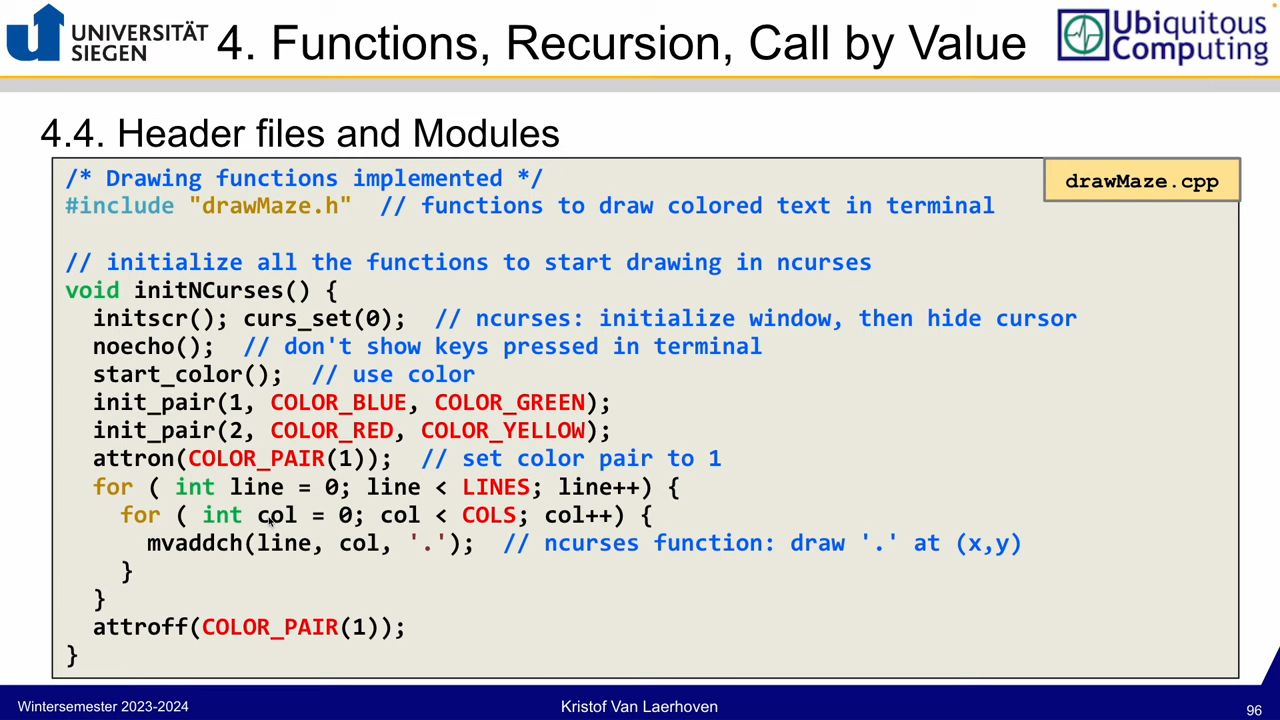 UNIVERSITÄT
SIEGEN
4. Functions, Recursion, Call by Value
Ubiquitous
Computing
4.4. Header files and Modules
drawMaze.cpp
/* Drawing functions implemented */
#include "drawMaze.h"  // functions to draw colored text in terminal
// initialize all the functions to start drawing in ncurses
void initNCurses() {
  initscr(); curs_set(0);  // ncurses: initialize window, then hide cursor
  noecho();  // don't show keys pressed in terminal
  start_color();  // use color
  init_pair(1, COLOR_BLUE, COLOR_GREEN);
  init_pair(2, COLOR_RED, COLOR_YELLOW);
  attron(COLOR_PAIR(1));  // set color pair to 1
  for ( int line = 0; line < LINES; line++) {
    for ( int col = 0; col < COLS; col++) {
      mvaddch(line, col, '.');  // ncurses function: draw '.' at (x,y)
    }
  }
  attroff(COLOR_PAIR(1));
}
Wintersemester 2023-2024
Kristof Van Laerhoven
96